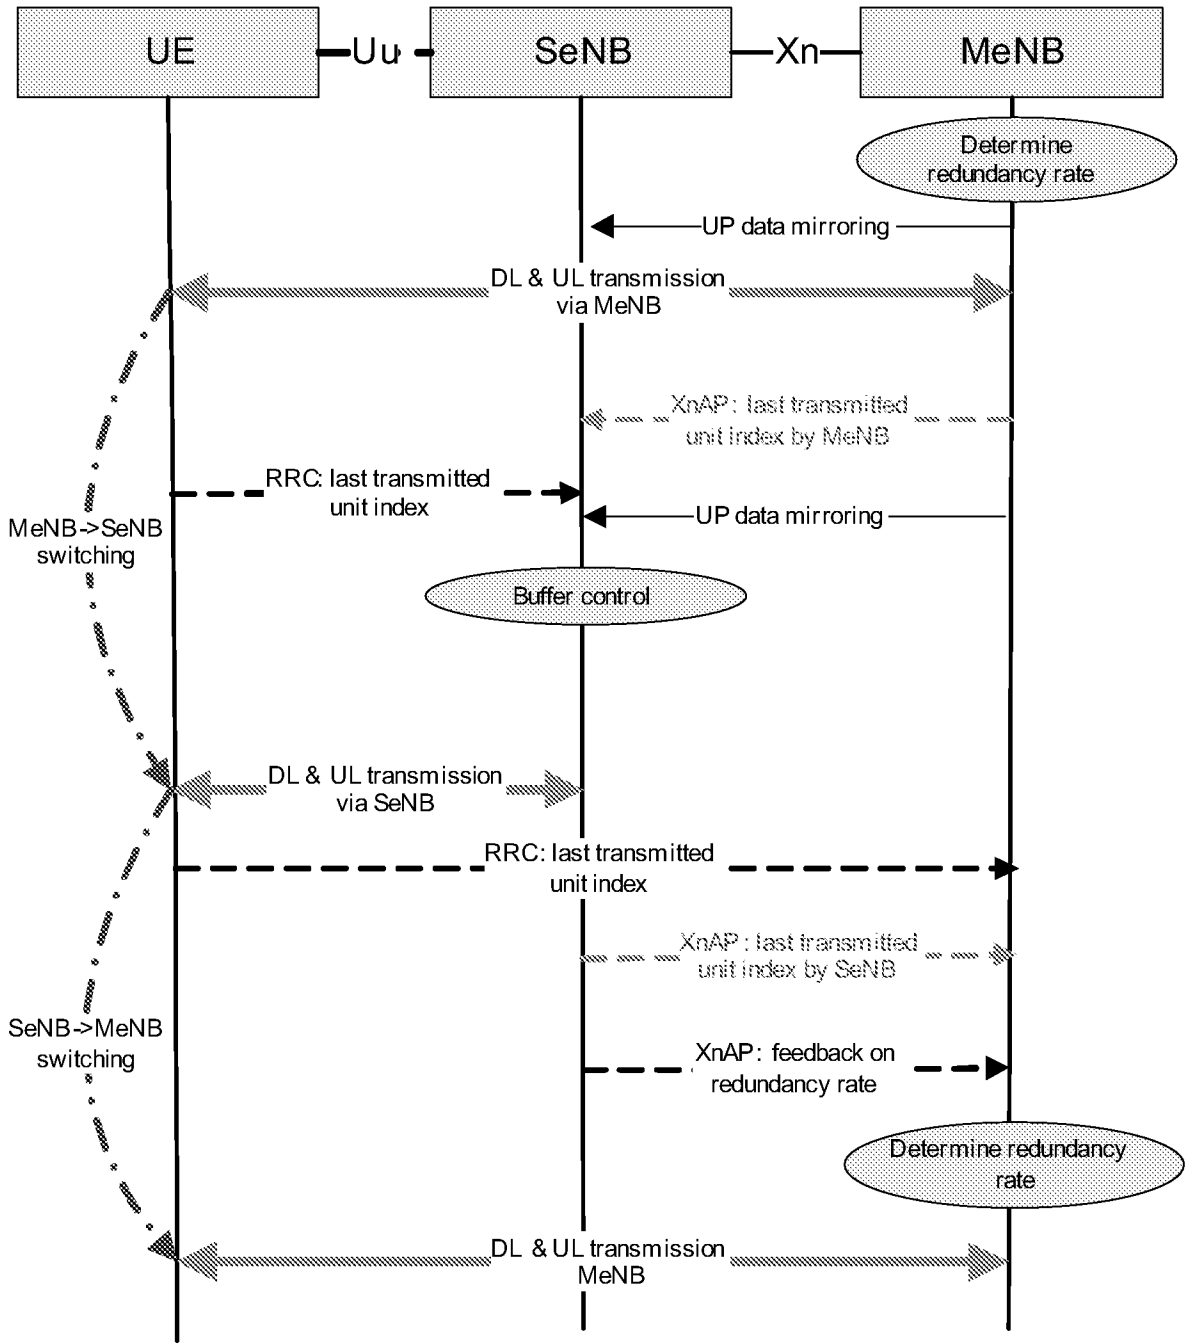 UE
Uu
SeNB
Xn
MeNB
Determine
redundancy rate
UP data mirroring
DL & UL transmission
via MeNB
XnAP: last transmitted
unit index by MeNB
RRC: last transmitted
unit index
UP data mirroring
MeNB->SeNB
switching
Buffer control
DL & UL transmission
via SeNB
RRC: last transmitted
unit index
XnAP: last transmitted
unit index by SeNB
SeNB->MeNB
switching
XnAP: feedback on
redundancy rate
Determine redundancy
rate
DL & UL transmission
MeNB